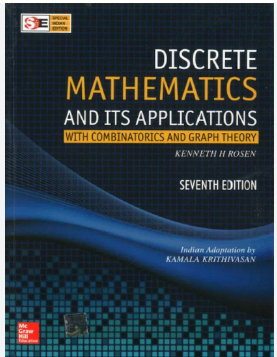 SIE
SPECIAL
INDIAN
EDITION
DISCRETE
MATHEMATICS
AND ITS APPLICATIONS
WITH COMBINATORICS AND GRAPH THEORY
KENNETH H ROSEN
SEVENTH EDITION
Indian Adaptation by
KAMALA KRITHIVASAN
Mc
Graw
Hill
Education